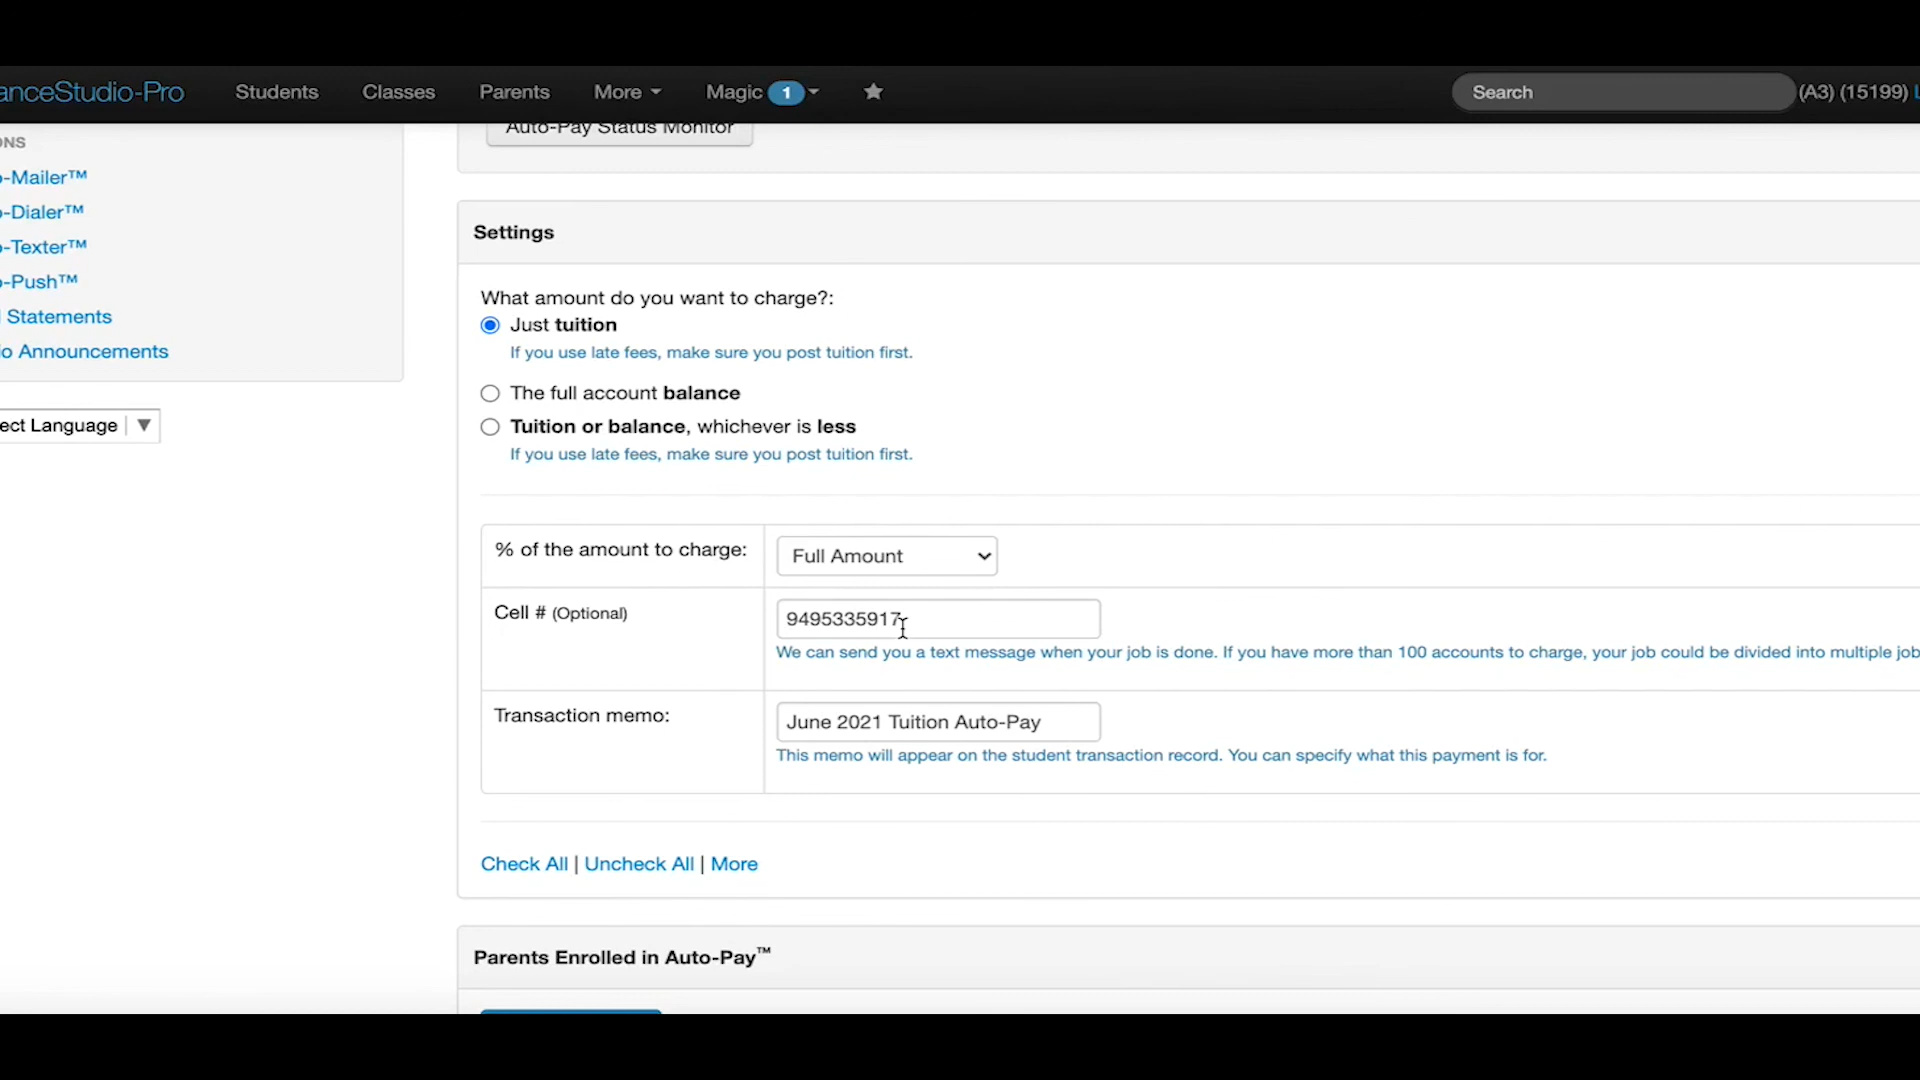 anceStudio-Pro Students Classes Parents More Magic 1 Search (A3) (15199) L
Auto-Pay Status Monitor
ONS
o-Mailer™
o-Dialer™
o-Texter™
o-Push™
Statements
io Announcements
ect Language ▼
Settings
What amount do you want to charge?:
Just tuition
If you use late fees, make sure you post tuition first.
The full account balance
Tuition or balance, whichever is less
If you use late fees, make sure you post tuition first.
% of the amount to charge: Full Amount
Cell # (Optional) 9495335917
We can send you a text message when your job is done. If you have more than 100 accounts to charge, your job could be divided into multiple job
Transaction memo: June 2021 Tuition Auto-Pay
This memo will appear on the student transaction record. You can specify what this payment is for.
Check All | Uncheck All | More
Parents Enrolled in Auto-Pay™